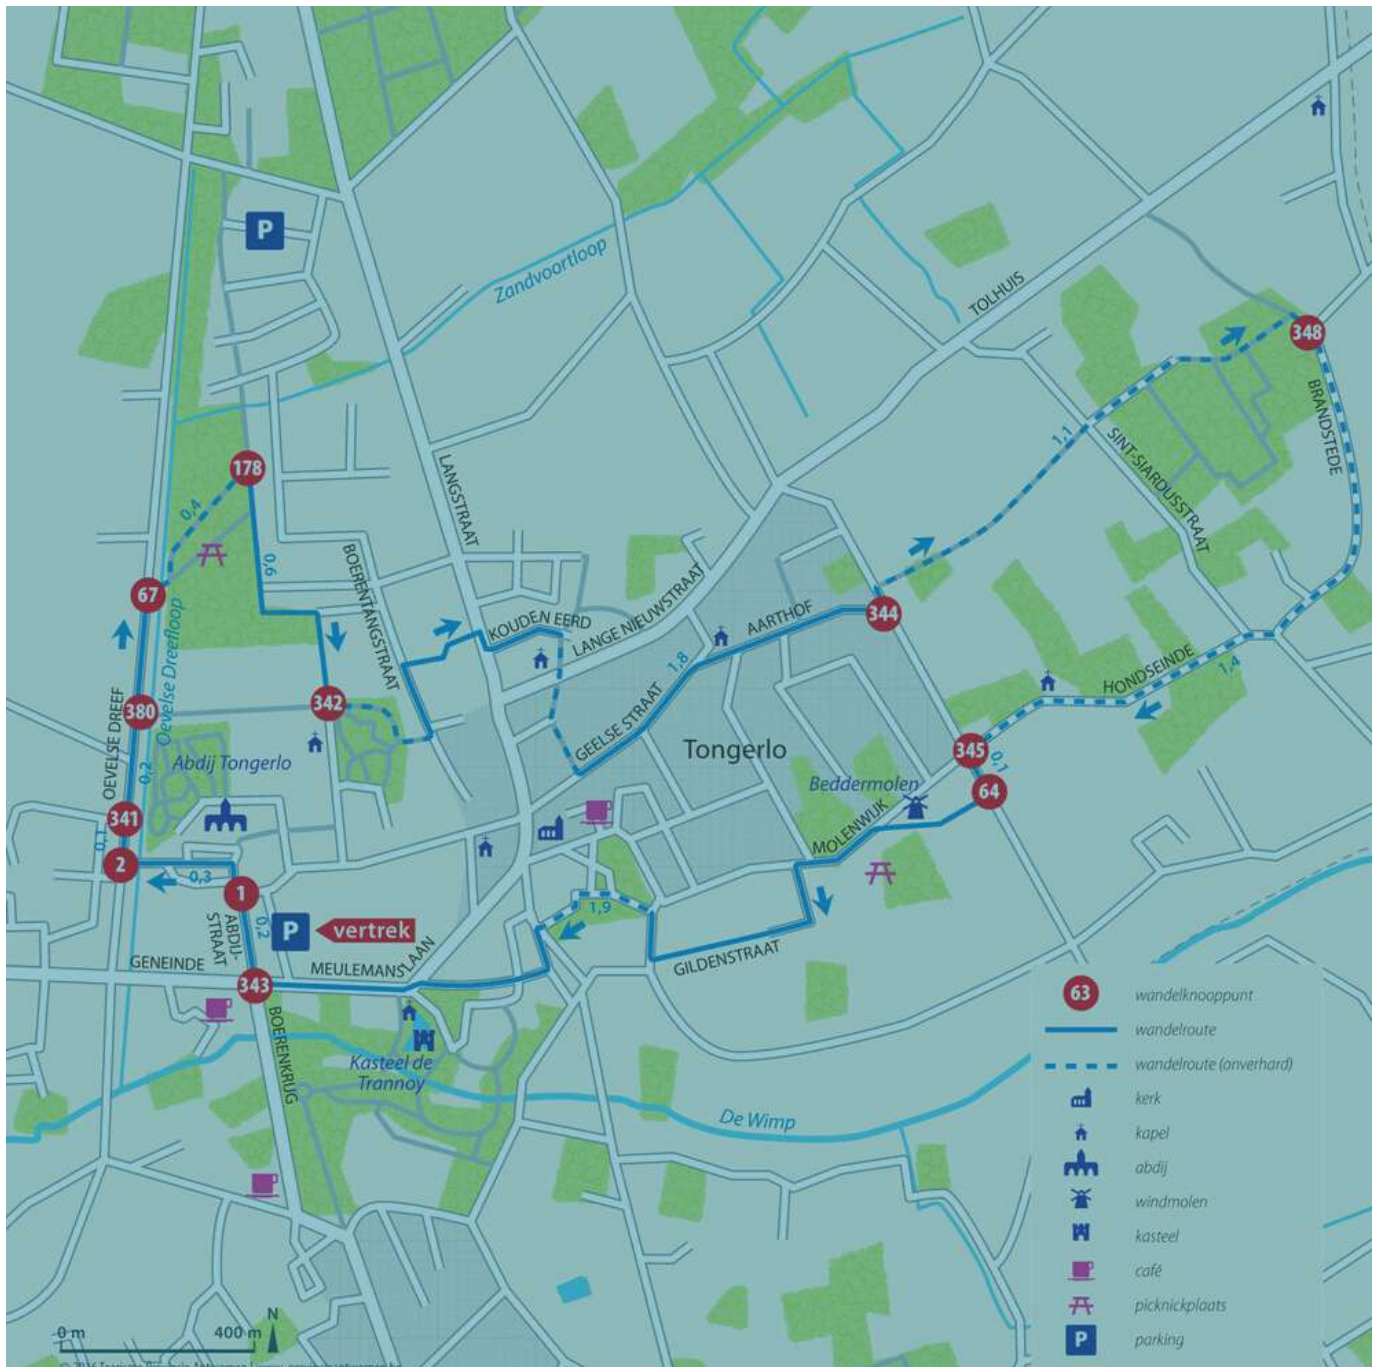 P
Zandvoortloop
TOLHUIS
348
BRANDSTEDE
1,1
SINT-SIARDUSSTRAAT
178
LANGSTRAAT
0,4
0,6
BOERENTANGSTRAAT
67
KOUDEN EERD
LANGE NIEUWSTRAAT
AARTHOF
344
Oevelse Dreefloop
1,8
HONDSEINDE
1,4
342
380
OEVELSE DREEF
GEELSE STRAAT
Tongerlo
345
0,1
64
Abdij Tongerlo
0,2
Beddermolen
341
0,1
MOLENWIJK
2
0,3
1
1,9
ABDIJ-
STRAAT
0,2
P
vertrek
GILDENSTRAAT
GENEINDE
MEULEMANSLAAN
343
BOERENKRIJG
Kasteel de
Trannoy
De Wimp
63
wandelknooppunt
wandelroute
wandelroute (onverhard)
kerk
kapel
abdij
windmolen
kasteel
café
picknickplaats
P
parking
N
0 m
400 m